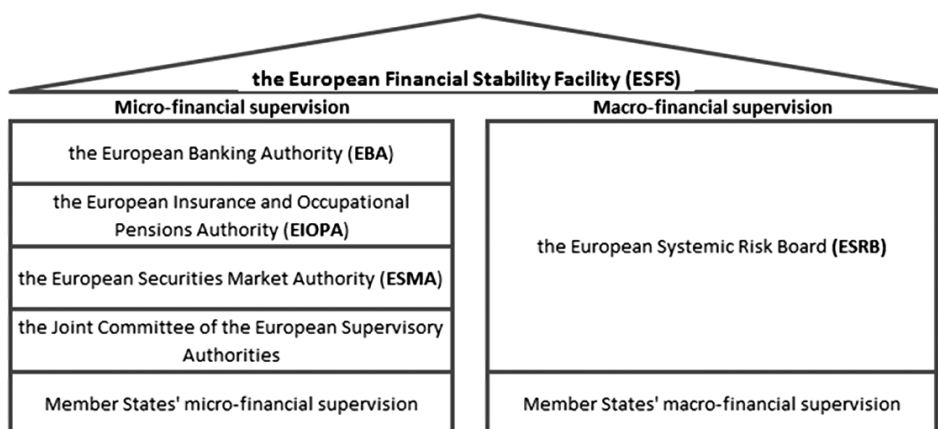 the European Financial Stability Facility (ESFS)
Micro-financial supervision
the European Banking Authority (EBA)
the European Insurance and Occupational
Pensions Authority (EIOPA)
the European Securities Market Authority (ESMA)
the Joint Committee of the European Supervisory
Authorities
Member States' micro-financial supervision
Macro-financial supervision
the European Systemic Risk Board (ESRB)
Member States' macro-financial supervision